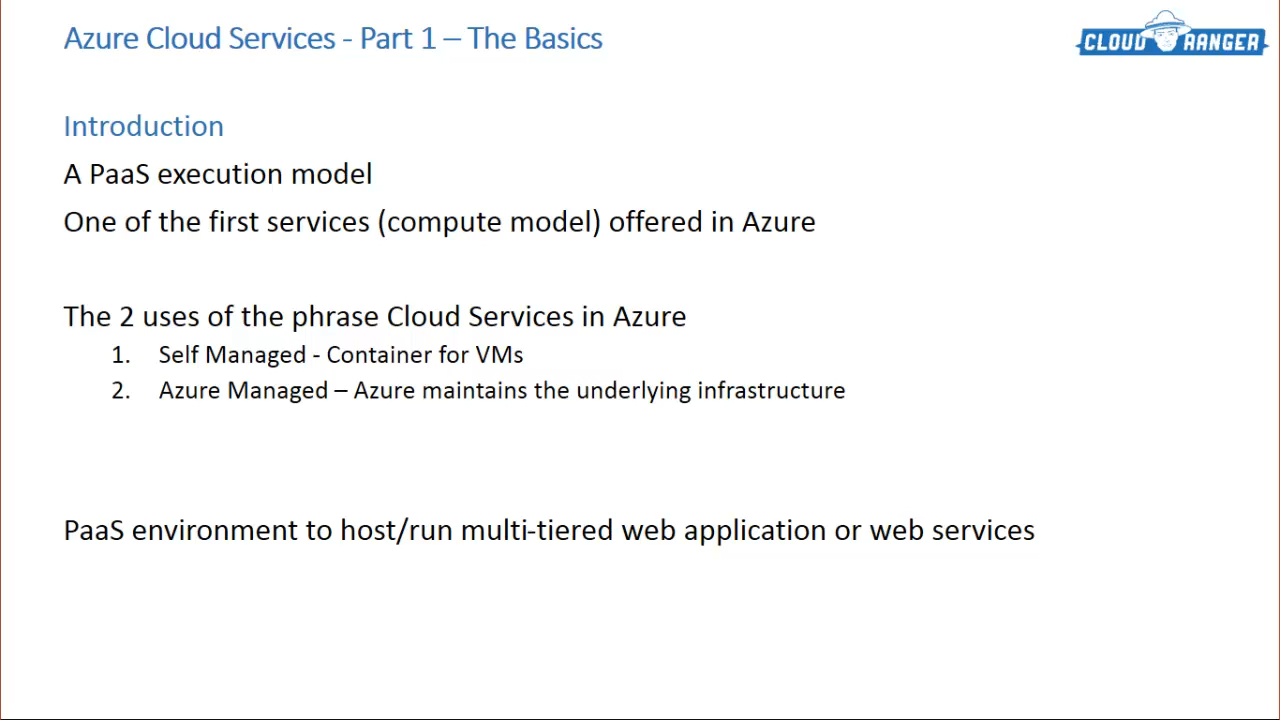 Azure Cloud Services - Part 1 – The Basics
CLOUD RANGER
Introduction
A PaaS execution model
One of the first services (compute model) offered in Azure
The 2 uses of the phrase Cloud Services in Azure
1. Self Managed - Container for VMs
2. Azure Managed – Azure maintains the underlying infrastructure
PaaS environment to host/run multi-tiered web application or web services